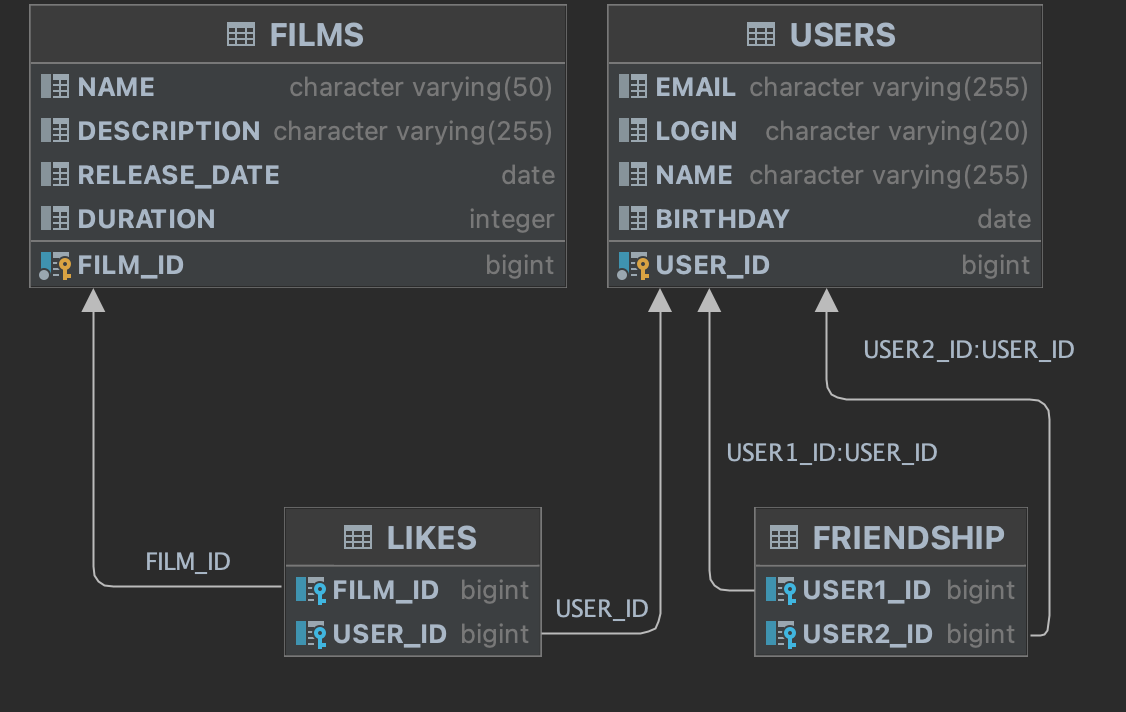 FILMS
NAME character varying(50)
DESCRIPTION character varying(255)
RELEASE_DATE date
DURATION integer
FILM_ID bigint
USERS
EMAIL character varying(255)
LOGIN character varying(20)
NAME character varying(255)
BIRTHDAY date
USER_ID bigint
USER2_ID:USER_ID
USER1_ID:USER_ID
FILM_ID
LIKES
FILM_ID bigint
USER_ID bigint
USER_ID
FRIENDSHIP
USER1_ID bigint
USER2_ID bigint